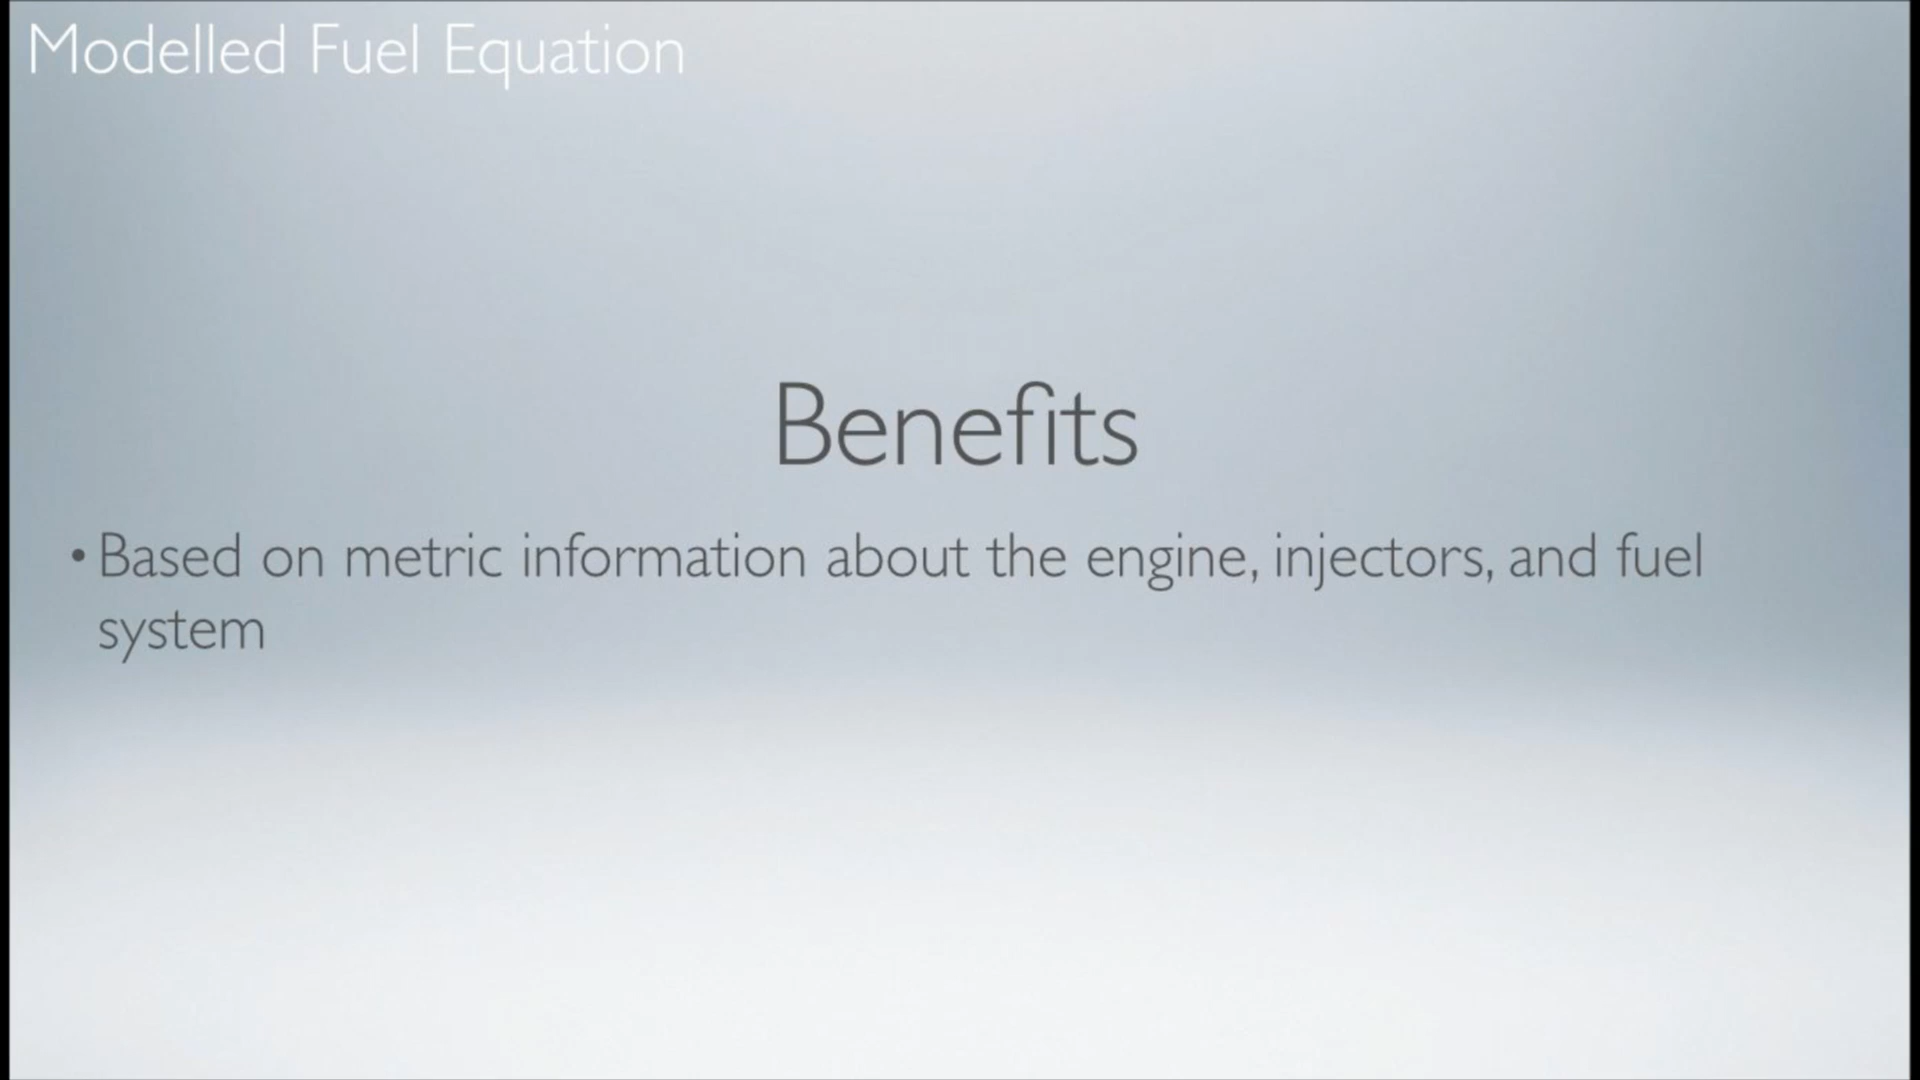 Modelled Fuel Equation
Benefits
• Based on metric information about the engine, injectors, and fuel
system